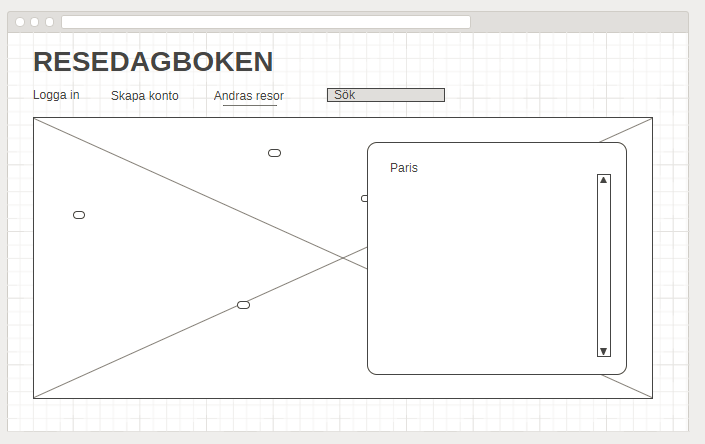 RESEDAGBOKEN
Logga in Skapa konto Andras resor Sök
Paris